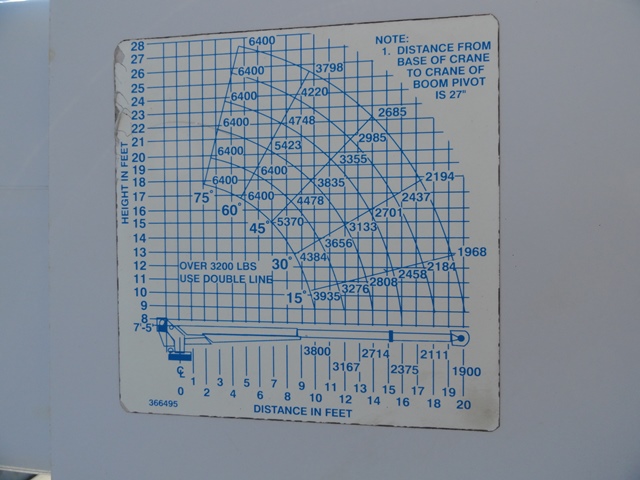 28
27
26
25
24
23
22
21
20
19
18
17
16
15
14
13
12
11
10
9
8
7'-5"
HEIGHT IN FEET
NOTE:
1. DISTANCE FROM
BASE OF CRANE
TO CRANE OF
BOOM PIVOT
IS 27"
6400
6400 3798
6400 4220 2685
6400 4748 2985
6400 5423 3355
6400 6400 3835 2194
75° 6400 4478 2701 2437
60° 5370 3133
45° 3656 1968
30° 4384 2458 2184
15° 3935 3276 2808
OVER 3200 LBS
USE DOUBLE LINE
3800 2714 2111
3167 2375 1900
℄ 1 3 5 7 9 11 13 15 17 19
0 2 4 6 8 10 12 14 16 18 20
366495
DISTANCE IN FEET